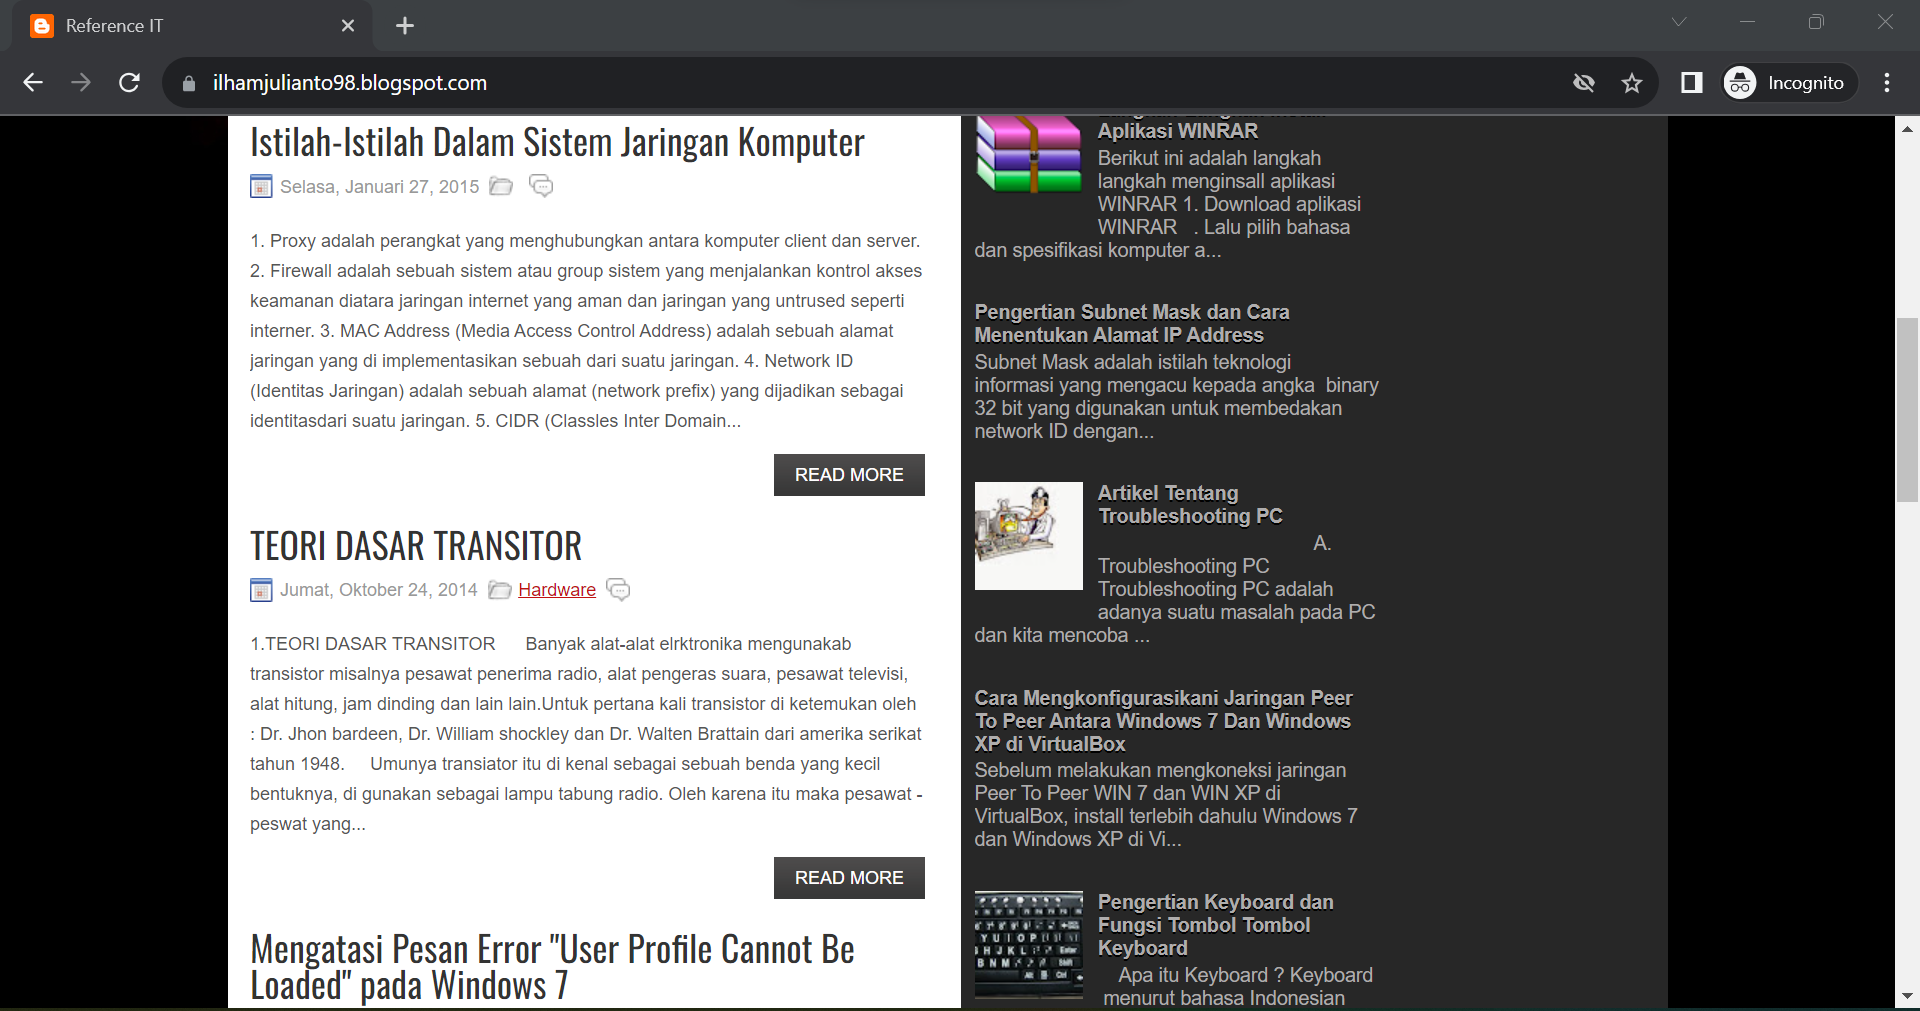 Reference IT
ilhamjulianto98.blogspot.com
Incognito
Istilah-Istilah Dalam Sistem Jaringan Komputer
Selasa, Januari 27, 2015
1. Proxy adalah perangkat yang menghubungkan antara komputer client dan server.
2. Firewall adalah sebuah sistem atau group sistem yang menjalankan kontrol akses
keamanan diatara jaringan internet yang aman dan jaringan yang untrused seperti
interner. 3. MAC Address (Media Access Control Address) adalah sebuah alamat
jaringan yang di implementasikan sebuah dari suatu jaringan. 4. Network ID
(Identitas Jaringan) adalah sebuah alamat (network prefix) yang dijadikan sebagai
identitasdari suatu jaringan. 5. CIDR (Classles Inter Domain...
READ MORE
TEORI DASAR TRANSITOR
Jumat, Oktober 24, 2014 Hardware
1.TEORI DASAR TRANSITOR Banyak alat-alat elrktronika mengunakab
transistor misalnya pesawat penerima radio, alat pengeras suara, pesawat televisi,
alat hitung, jam dinding dan lain lain.Untuk pertana kali transistor di ketemukan oleh
: Dr. Jhon bardeen, Dr. William shockley dan Dr. Walten Brattain dari amerika serikat
tahun 1948. Umunya transiator itu di kenal sebagai sebuah benda yang kecil
bentuknya, di gunakan sebagai lampu tabung radio. Oleh karena itu maka pesawat -
peswat yang...
READ MORE
Mengatasi Pesan Error "User Profile Cannot Be
Loaded" pada Windows 7
Aplikasi WINRAR
Berikut ini adalah langkah
langkah menginsall aplikasi
WINRAR 1. Download aplikasi
WINRAR . Lalu pilih bahasa
dan spesifikasi komputer a...
Pengertian Subnet Mask dan Cara
Menentukan Alamat IP Address
Subnet Mask adalah istilah teknologi
informasi yang mengacu kepada angka binary
32 bit yang digunakan untuk membedakan
network ID dengan...
Artikel Tentang
Troubleshooting PC
A.
Troubleshooting PC
Troubleshooting PC adalah
adanya suatu masalah pada PC
dan kita mencoba ...
Cara Mengkonfigurasikani Jaringan Peer
To Peer Antara Windows 7 Dan Windows
XP di VirtualBox
Sebelum melakukan mengkoneksi jaringan
Peer To Peer WIN 7 dan WIN XP di
VirtualBox, install terlebih dahulu Windows 7
dan Windows XP di Vi...
Pengertian Keyboard dan
Fungsi Tombol Tombol
Keyboard
Apa itu Keyboard ? Keyboard
menurut bahasa Indonesian